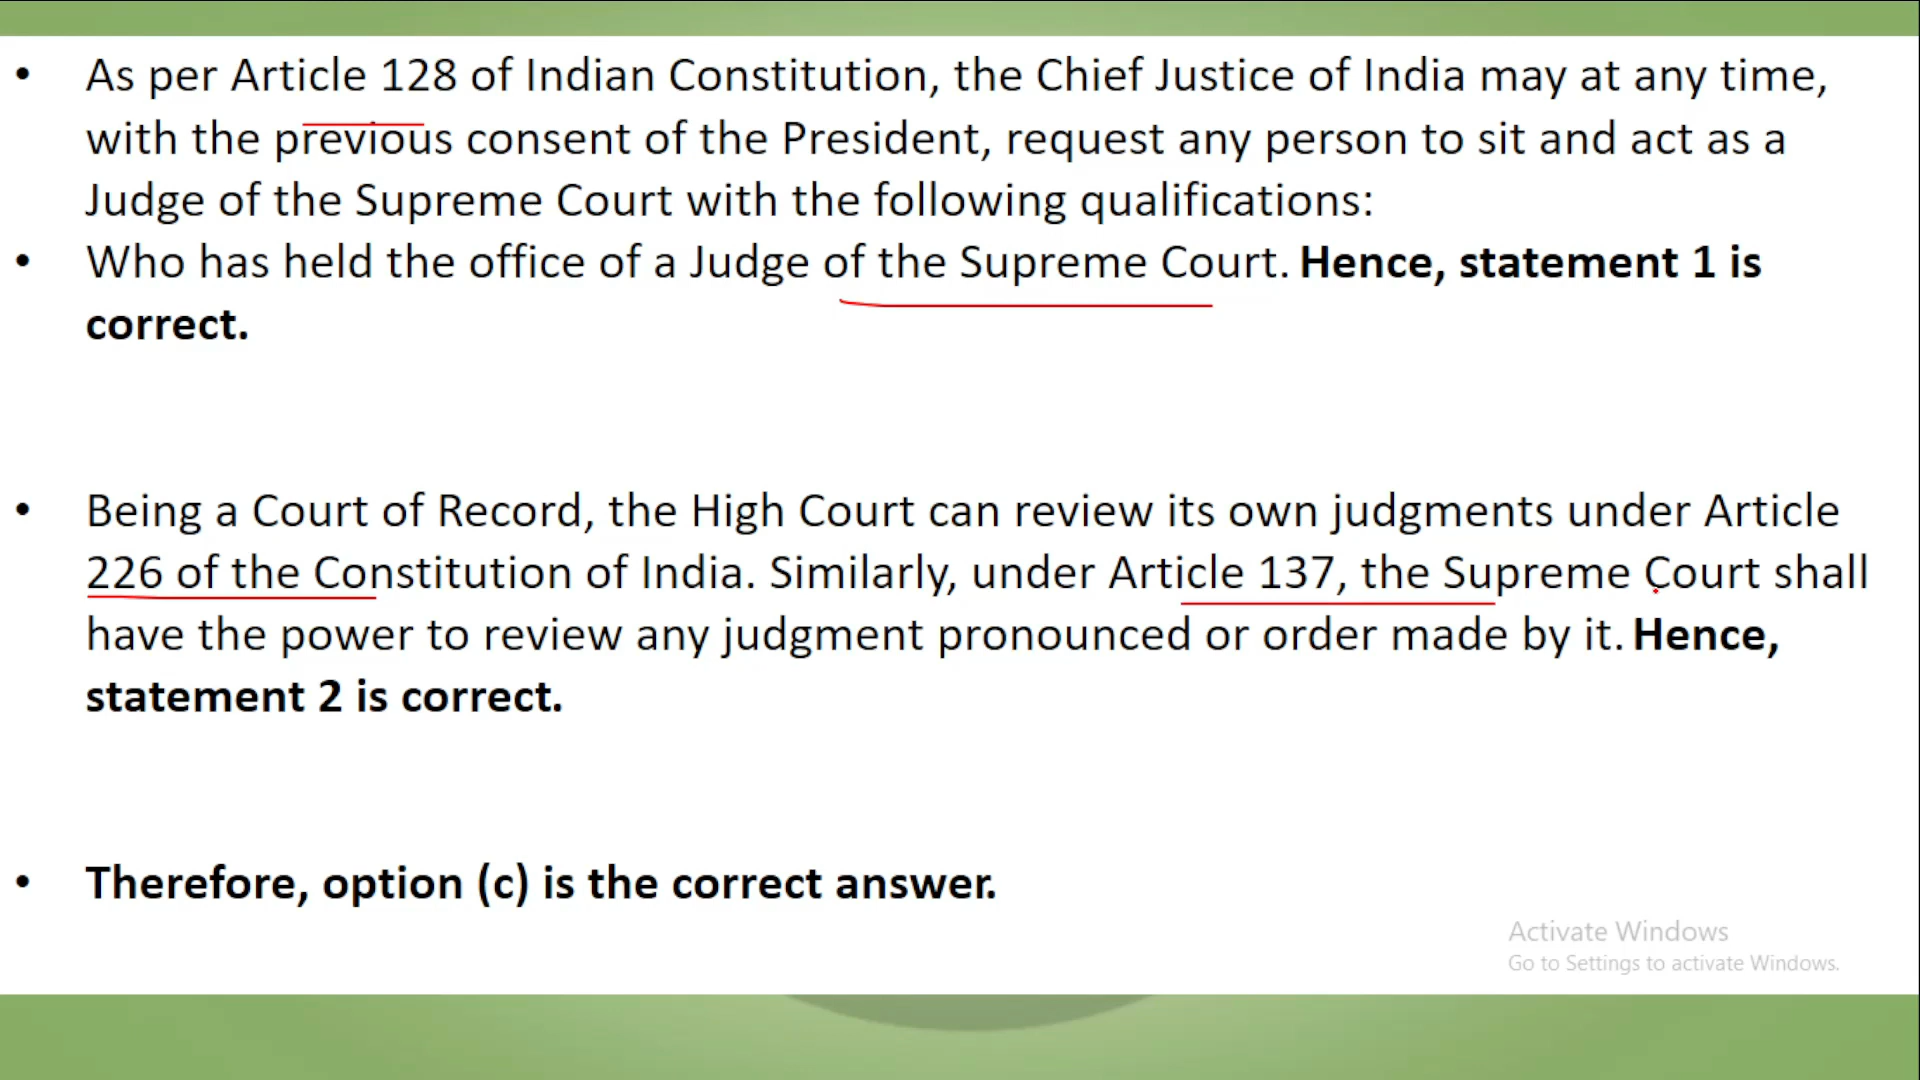 • As per Article 128 of Indian Constitution, the Chief Justice of India may at any time,
with the previous consent of the President, request any person to sit and act as a
Judge of the Supreme Court with the following qualifications:
• Who has held the office of a Judge of the Supreme Court. Hence, statement 1 is
correct.
• Being a Court of Record, the High Court can review its own judgments under Article
226 of the Constitution of India. Similarly, under Article 137, the Supreme Court shall
have the power to review any judgment pronounced or order made by it. Hence,
statement 2 is correct.
• Therefore, option (c) is the correct answer.
Activate Windows
Go to Settings to activate Windows.